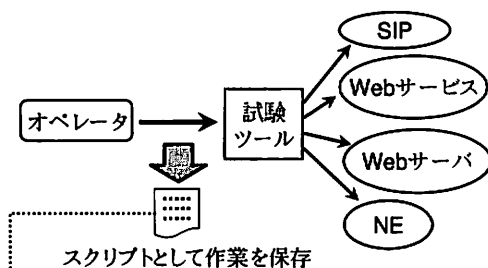 SIP
Webサービス
オペレータ
試験
ツール
Webサーバ
NE
スクリプトとして作業を保存